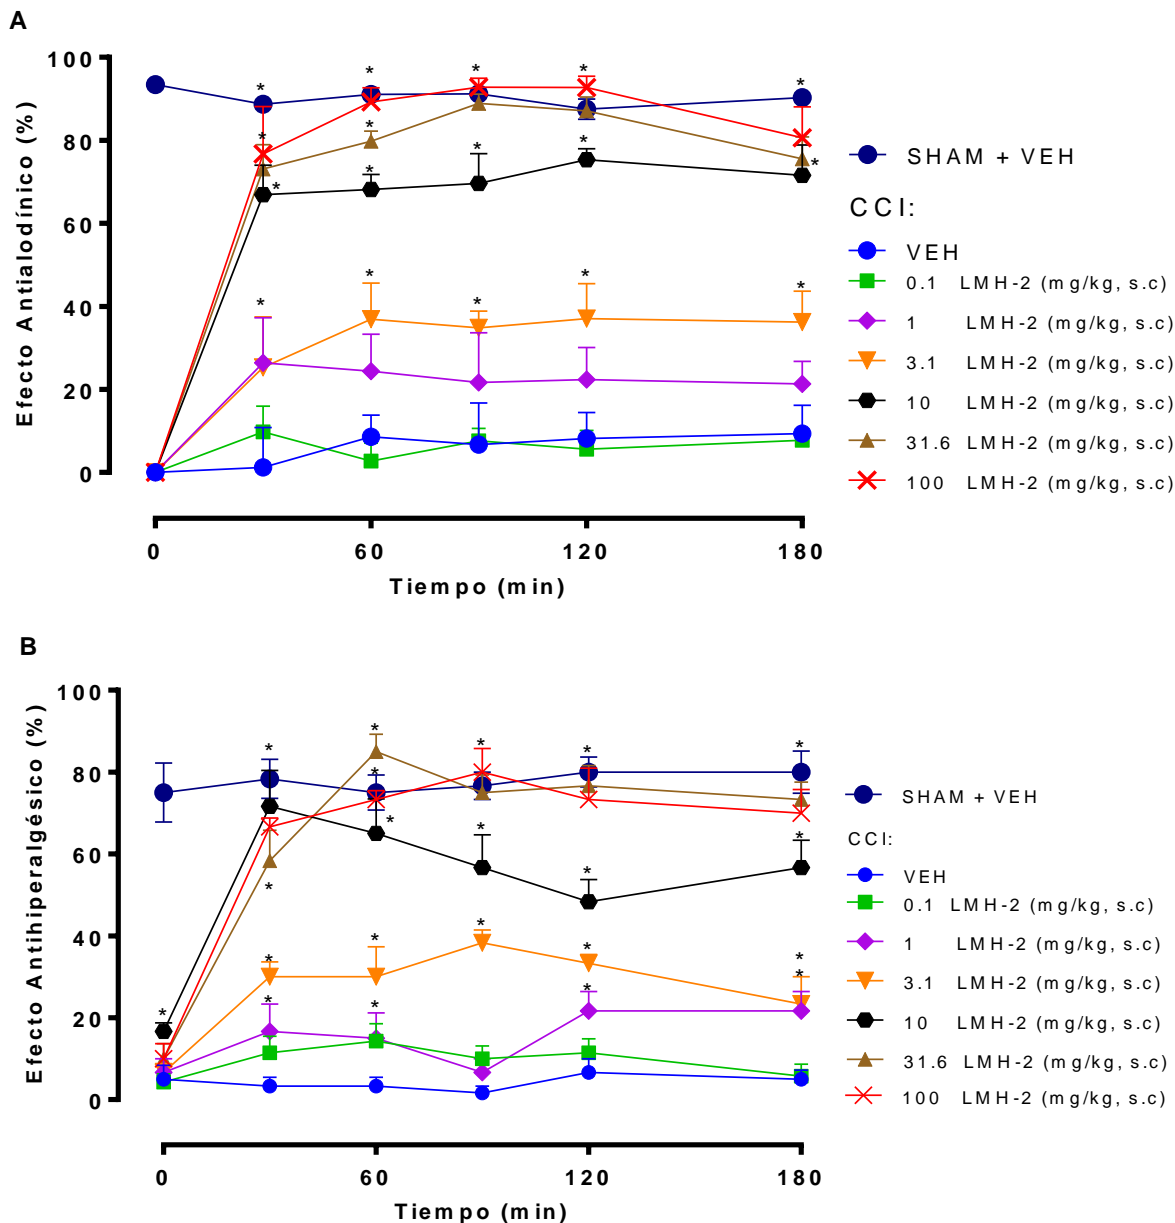 A
Efecto Antialodínico (%)
100
80
60
40
20
0
0 60 120 180
Tiempo (min)
* * * * *
* *
* * * * *
* * * * *
SHAM + VEH
CCI:
VEH
0.1 LMH-2 (mg/kg, s.c)
1 LMH-2 (mg/kg, s.c)
3.1 LMH-2 (mg/kg, s.c)
10 LMH-2 (mg/kg, s.c)
31.6 LMH-2 (mg/kg, s.c)
100 LMH-2 (mg/kg, s.c)
B
Efecto Antihiperalgésico (%)
100
80
60
40
20
0
0 60 120 180
Tiempo (min)
* * * * *
* * *
* * *
* * * * *
* * * * *
SHAM + VEH
CCI:
VEH
0.1 LMH-2 (mg/kg, s.c)
1 LMH-2 (mg/kg, s.c)
3.1 LMH-2 (mg/kg, s.c)
10 LMH-2 (mg/kg, s.c)
31.6 LMH-2 (mg/kg, s.c)
100 LMH-2 (mg/kg, s.c)